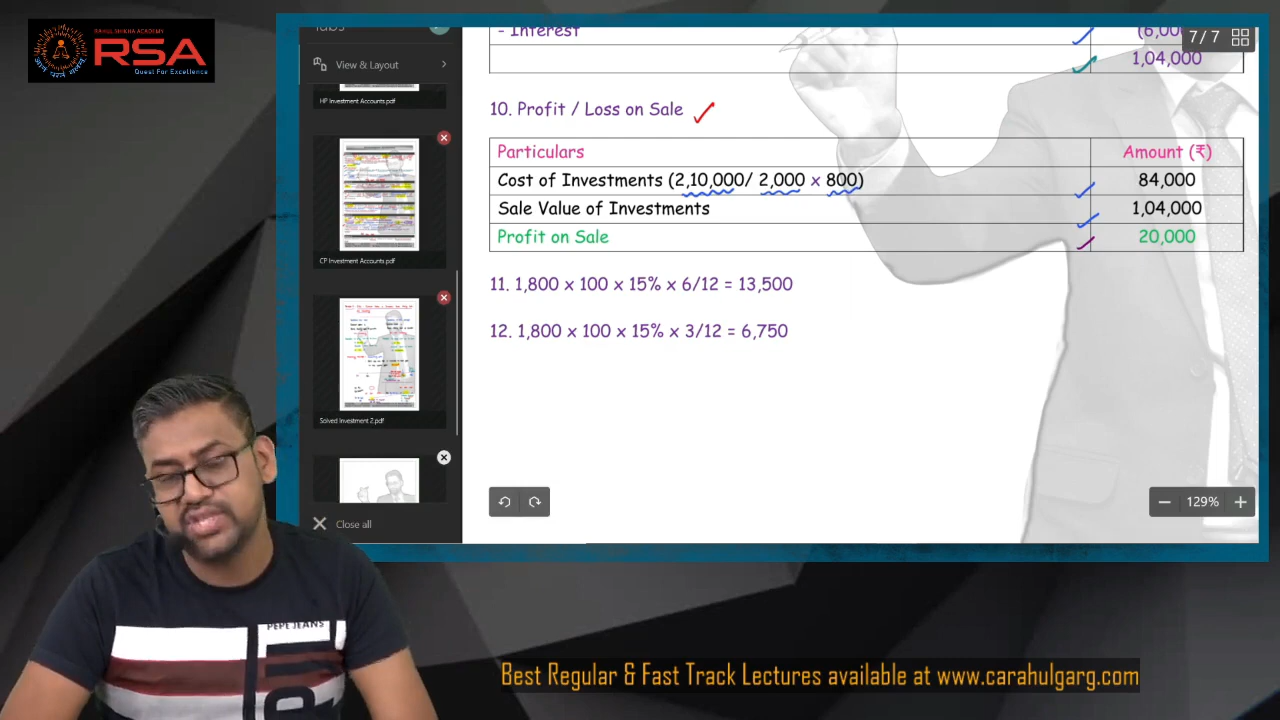 RAHUL SHIKHA ACADEMY
RSA
Quest For Excellence
View & Layout
HP Investment Accounts.pdf
CP Investment Accounts.pdf
Solved Investment 2.pdf
Close all
- Interest
7 / 7
1,04,000
10. Profit / Loss on Sale
Particulars Amount (₹)
Cost of Investments (2,10,000/ 2,000 x 800) 84,000
Sale Value of Investments 1,04,000
Profit on Sale 20,000
11. 1,800 x 100 x 15% x 6/12 = 13,500
12. 1,800 x 100 x 15% x 3/12 = 6,750
129%
PEPE JEANS
Best Regular & Fast Track Lectures available at www.carahulgarg.com